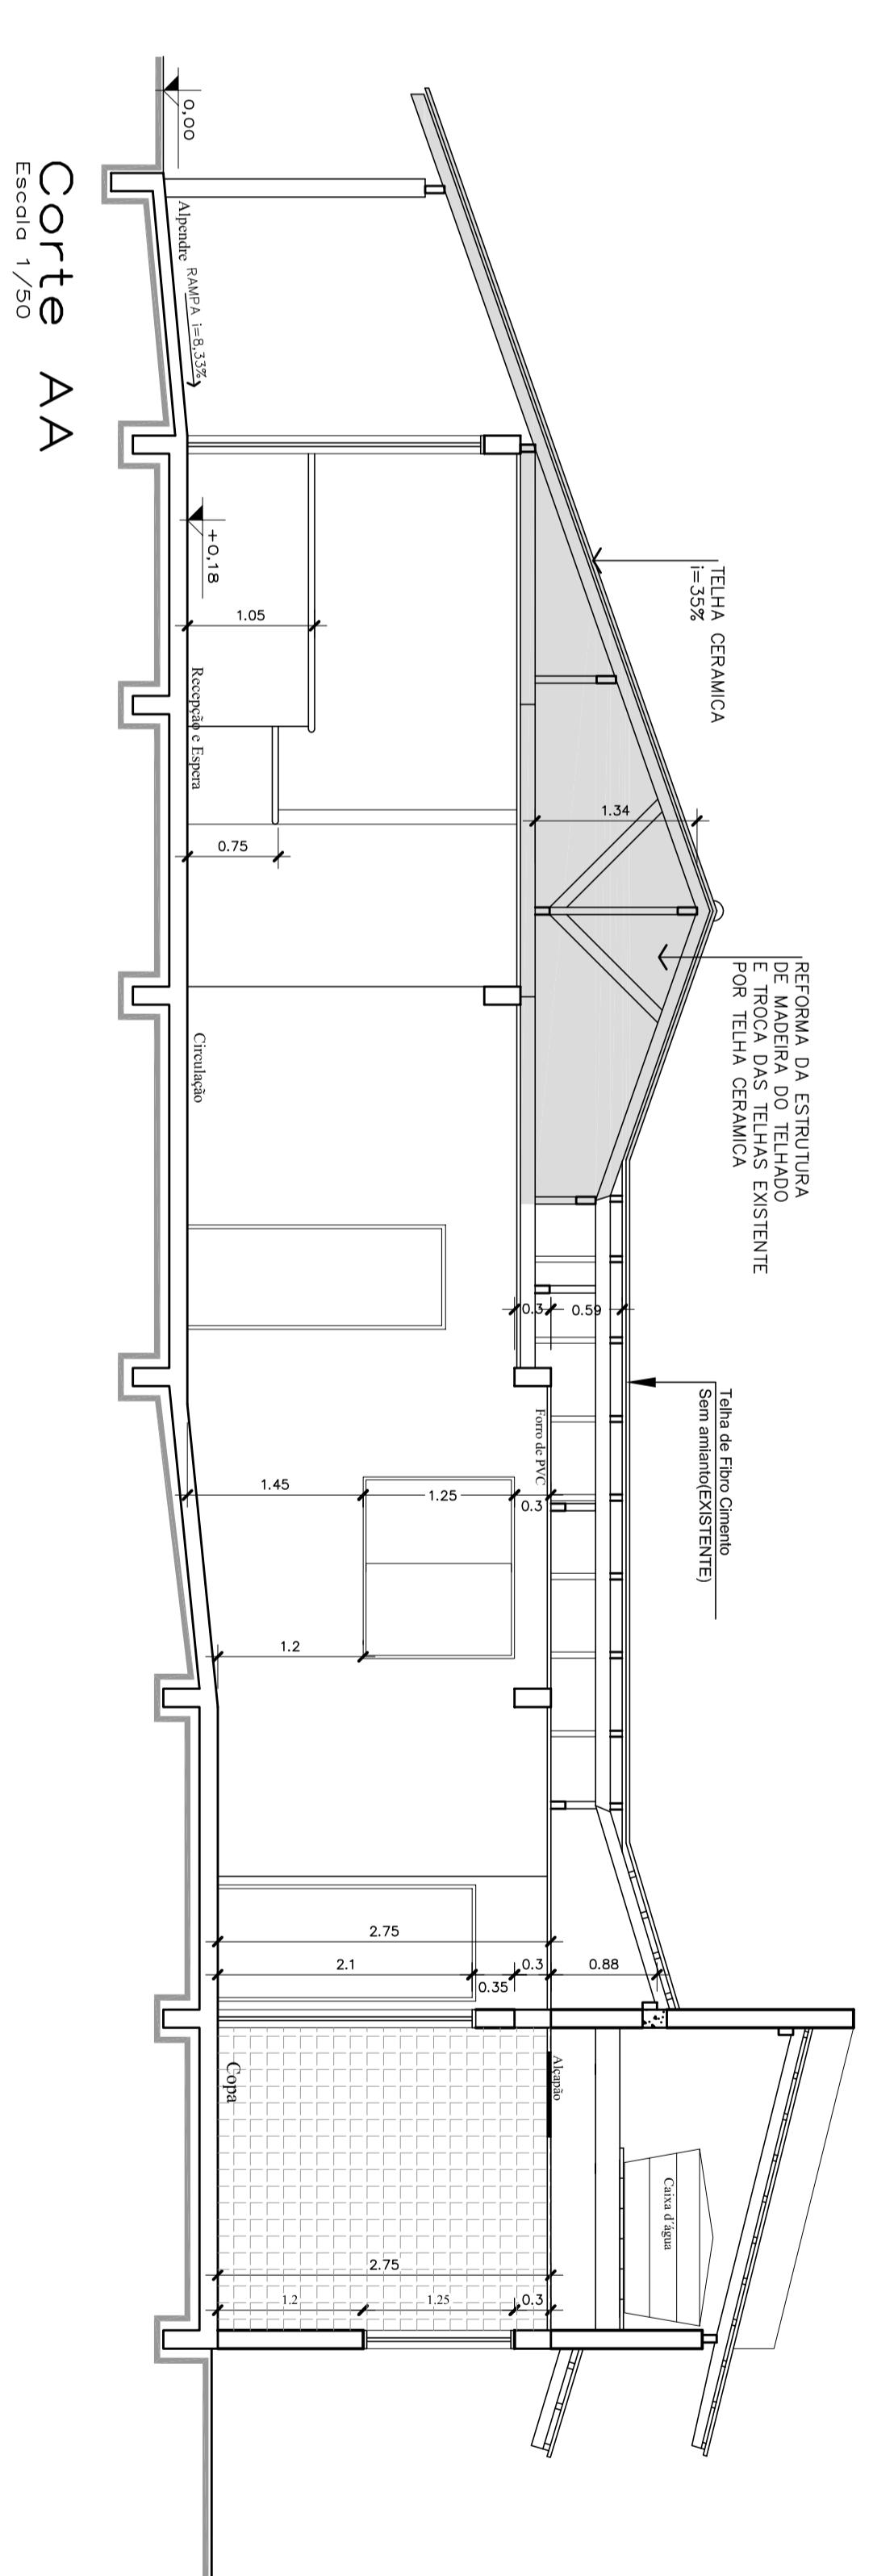 TELHA CERAMICA
i=35%
REFORMA DA ESTRUTURA
DE MADEIRA DO TELHADO
E TROCA DAS TELHAS EXISTENTE
POR TELHA CERAMICA
Telha de Fibro Cimento
Sem amianto(EXISTENTE)
Caixa d'água
1.34
0.3
0.59
Forro de PVC
0.3
0.3
0.88
Alçapão
1.05
0.75
1.45
1.25
1.2
2.75
2.1
0.35
2.75
1.2
1.25
0.3
0,00
Alpendre
RAMPA i=8,33%
+0,18
Recepção e Espera
Circulação
Copa
Corte AA
Escala 1/50